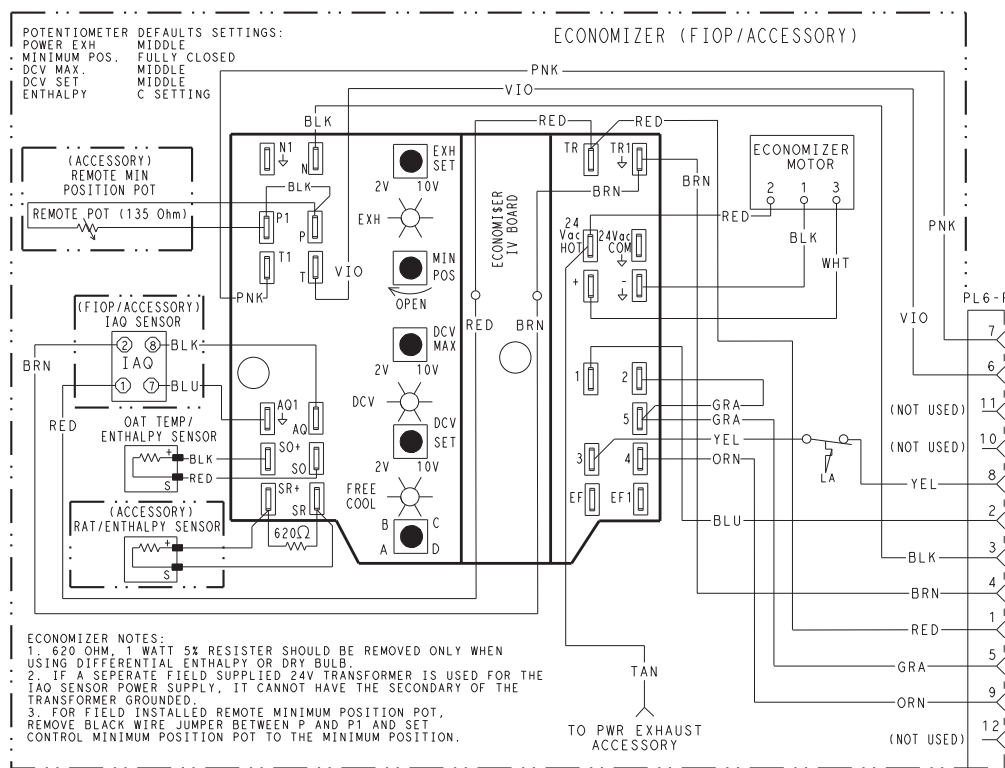 POTENTIOMETER DEFAULTS SETTINGS:
POWER EXH MIDDLE
MINIMUM POS. FULLY CLOSED
DCV MAX. MIDDLE
DCV SET MIDDLE
ENTHALPY C SETTING
ECONOMIZER (FIOP/ACCESSORY)
PNK
VIO
BLK
RED
RED
N1
N
EXH
SET
2V 10V
TR
TR1
ECONOMIZER
MOTOR
2 1 3
(ACCESSORY)
REMOTE MIN
POSITION POT
REMOTE POT (135 Ohm)
BLK
P1
P
EXH
BRN
BRN
RED
BLK
WHT
PNK
ECONOMI$ER
IV BOARD
24
Vac
HOT
24Vac
COM
T1
T
VIO
MIN
POS
OPEN
+
-
PNK
RED
BRN
VIO
PL6-R
7
6
(FIOP/ACCESSORY)
IAQ SENSOR
2 8
IAQ
1 7
BLK
BLU
BRN
RED
DCV
MAX
2V 10V
DCV
1
2
5
GRA
GRA
11
(NOT USED)
AQ1
AQ
DCV
SET
2V 10V
OAT TEMP/
ENTHALPY SENSOR
+
S
BLK
RED
SO+
SO
3
4
YEL
ORN
LA
10
(NOT USED)
8
YEL
SR+
SR
FREE
COOL
EF
EF1
(ACCESSORY)
RAT/ENTHALPY SENSOR
+
S
620Ω
B C
A D
BLU
2
3
BLK
4
BRN
1
RED
5
GRA
9
ORN
12
(NOT USED)
TAN
TO PWR EXHAUST
ACCESSORY
ECONOMIZER NOTES:
1. 620 OHM, 1 WATT 5% RESISTER SHOULD BE REMOVED ONLY WHEN
USING DIFFERENTIAL ENTHALPY OR DRY BULB.
2. IF A SEPERATE FIELD SUPPLIED 24V TRANSFORMER IS USED FOR THE
IAQ SENSOR POWER SUPPLY, IT CANNOT HAVE THE SECONDARY OF THE
TRANSFORMER GROUNDED.
3. FOR FIELD INSTALLED REMOTE MINIMUM POSITION POT,
REMOVE BLACK WIRE JUMPER BETWEEN P AND P1 AND SET
CONTROL MINIMUM POSITION POT TO THE MINIMUM POSITION.